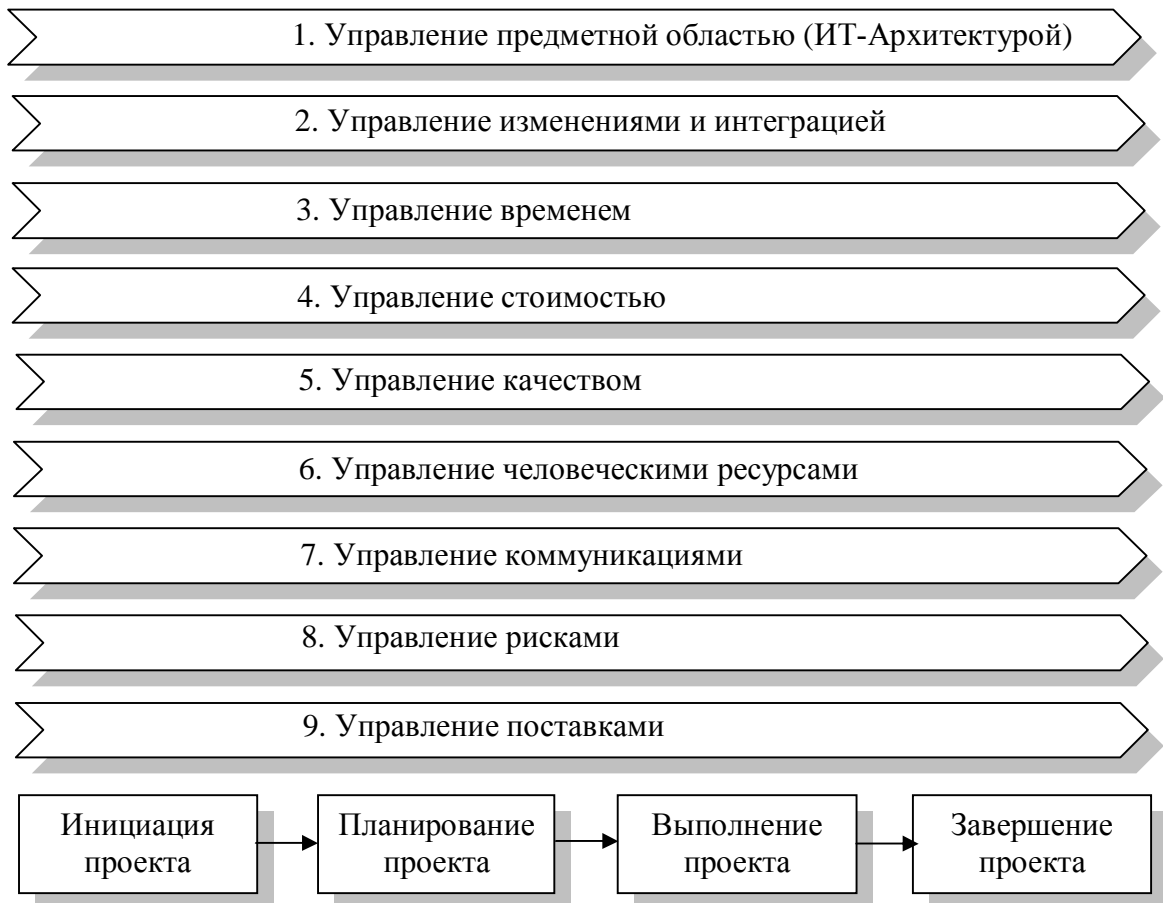 1. Управление предметной областью (ИТ-Архитектурой)
2. Управление изменениями и интеграцией
3. Управление временем
4. Управление стоимостью
5. Управление качеством
6. Управление человеческими ресурсами
7. Управление коммуникациями
8. Управление рисками
9. Управление поставками
Инициация
проекта
Планирование
проекта
Выполнение
проекта
Завершение
проекта